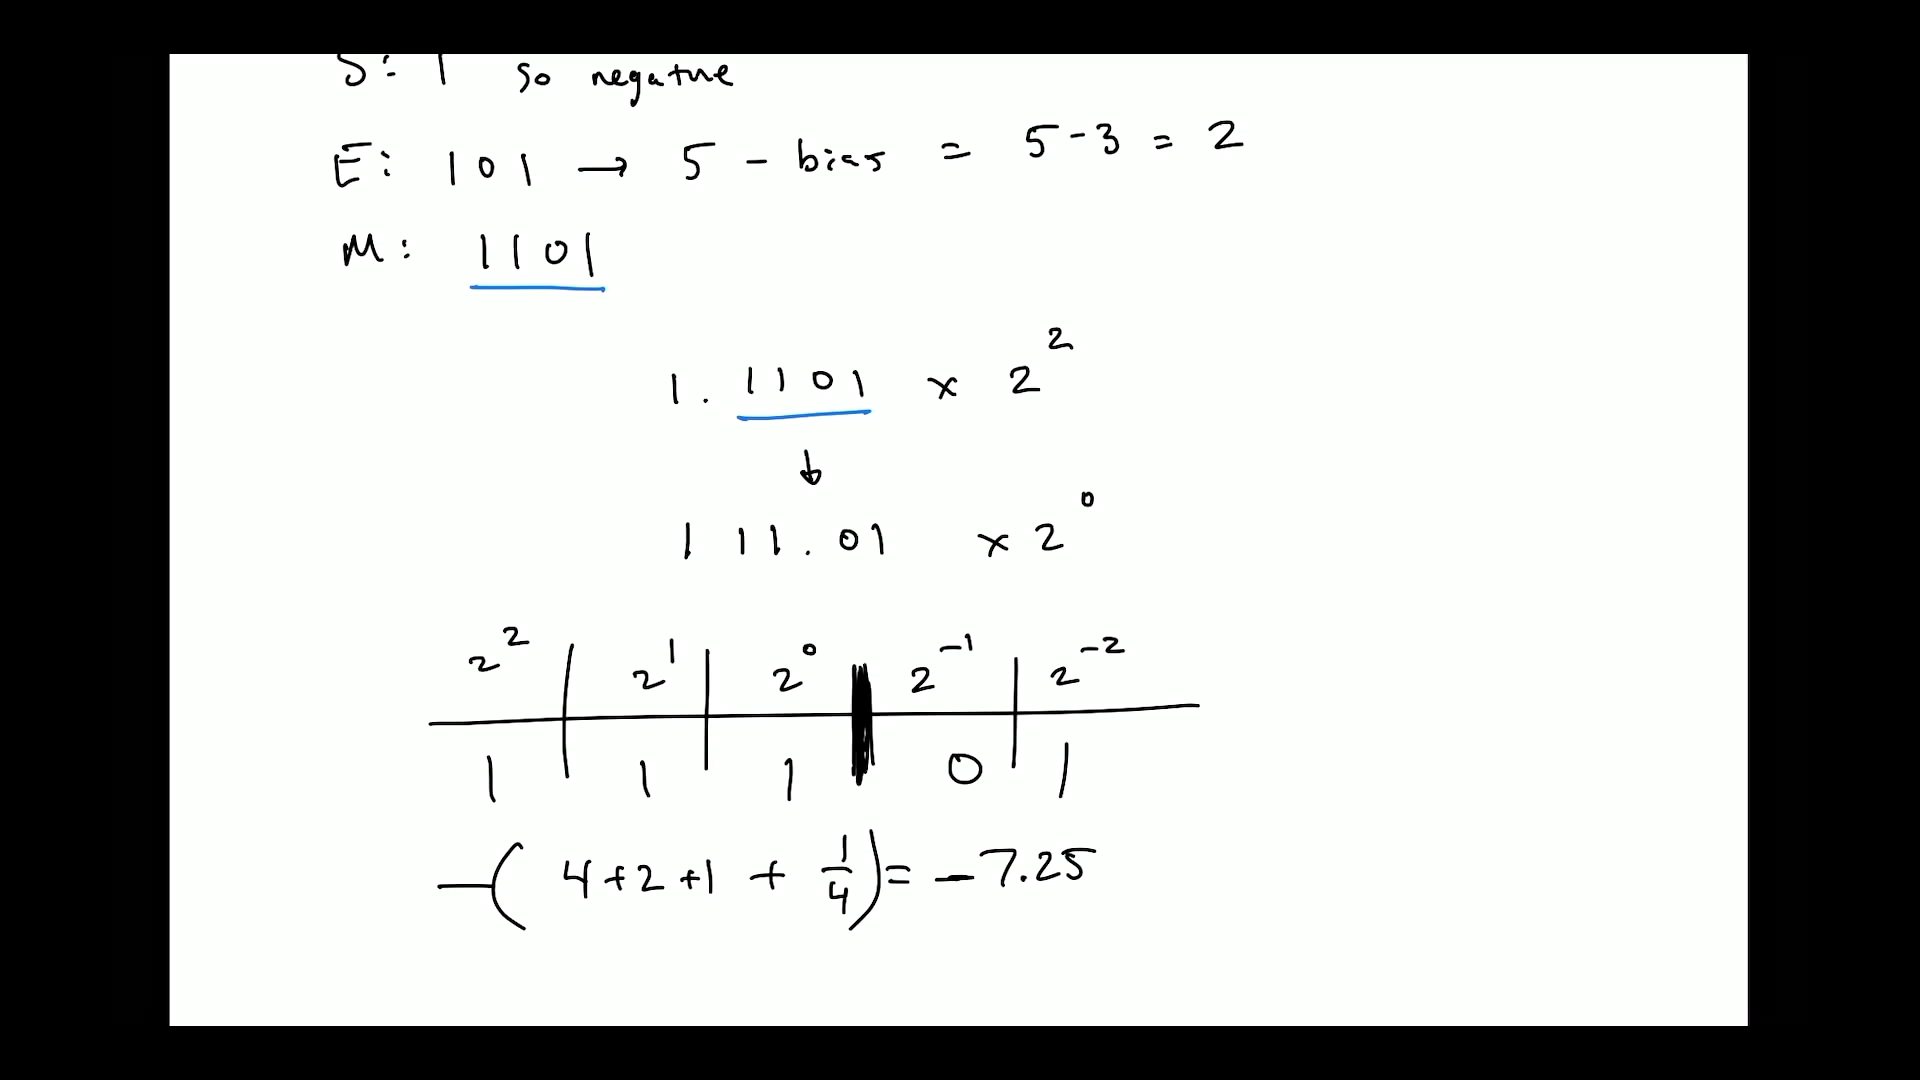 S: 1 so negative
E: 101 → 5 - bias = 5-3 = 2
M: 1101
1.1101 x 2^2
↓
111.01 x 2^0
2^2 | 2^1 | 2^0 | 2^-1 | 2^-2
1 | 1 | 1 | 0 | 1
-(4+2+1 + 1/4) = -7.25